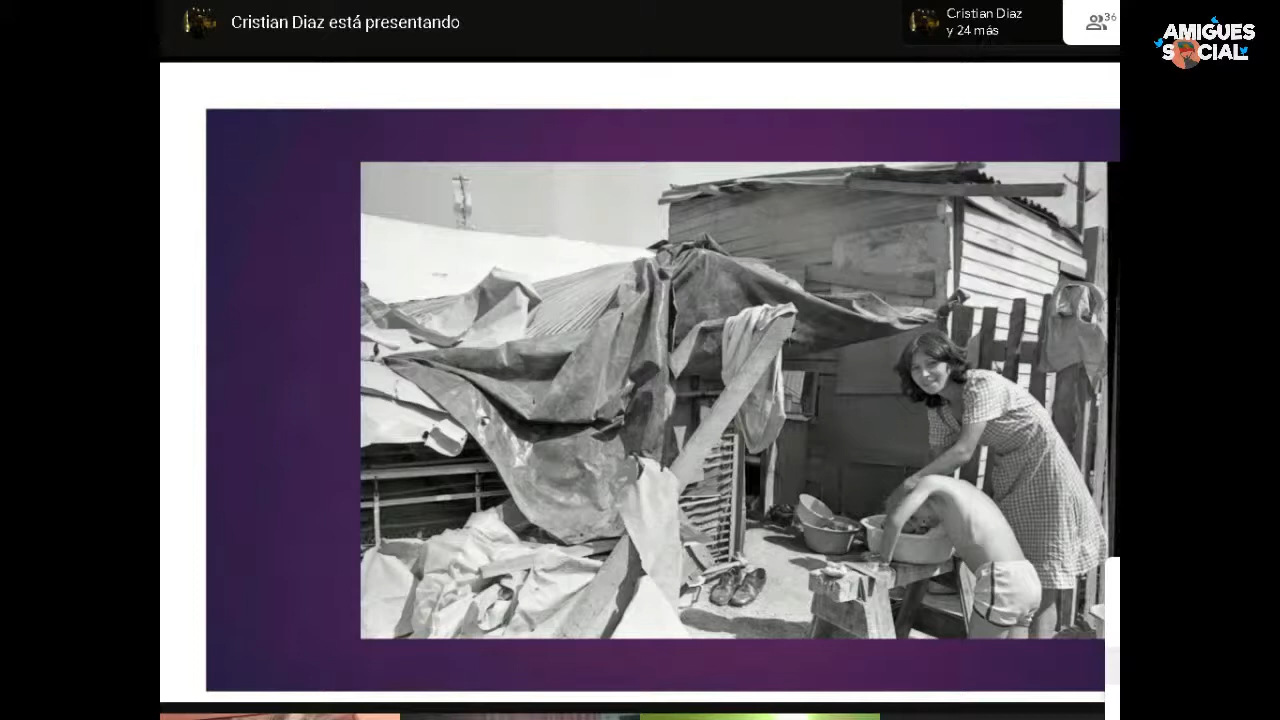 Cristian Diaz está presentando
Cristian Diaz
y 24 más
36
AMIGUES
SOCIAL